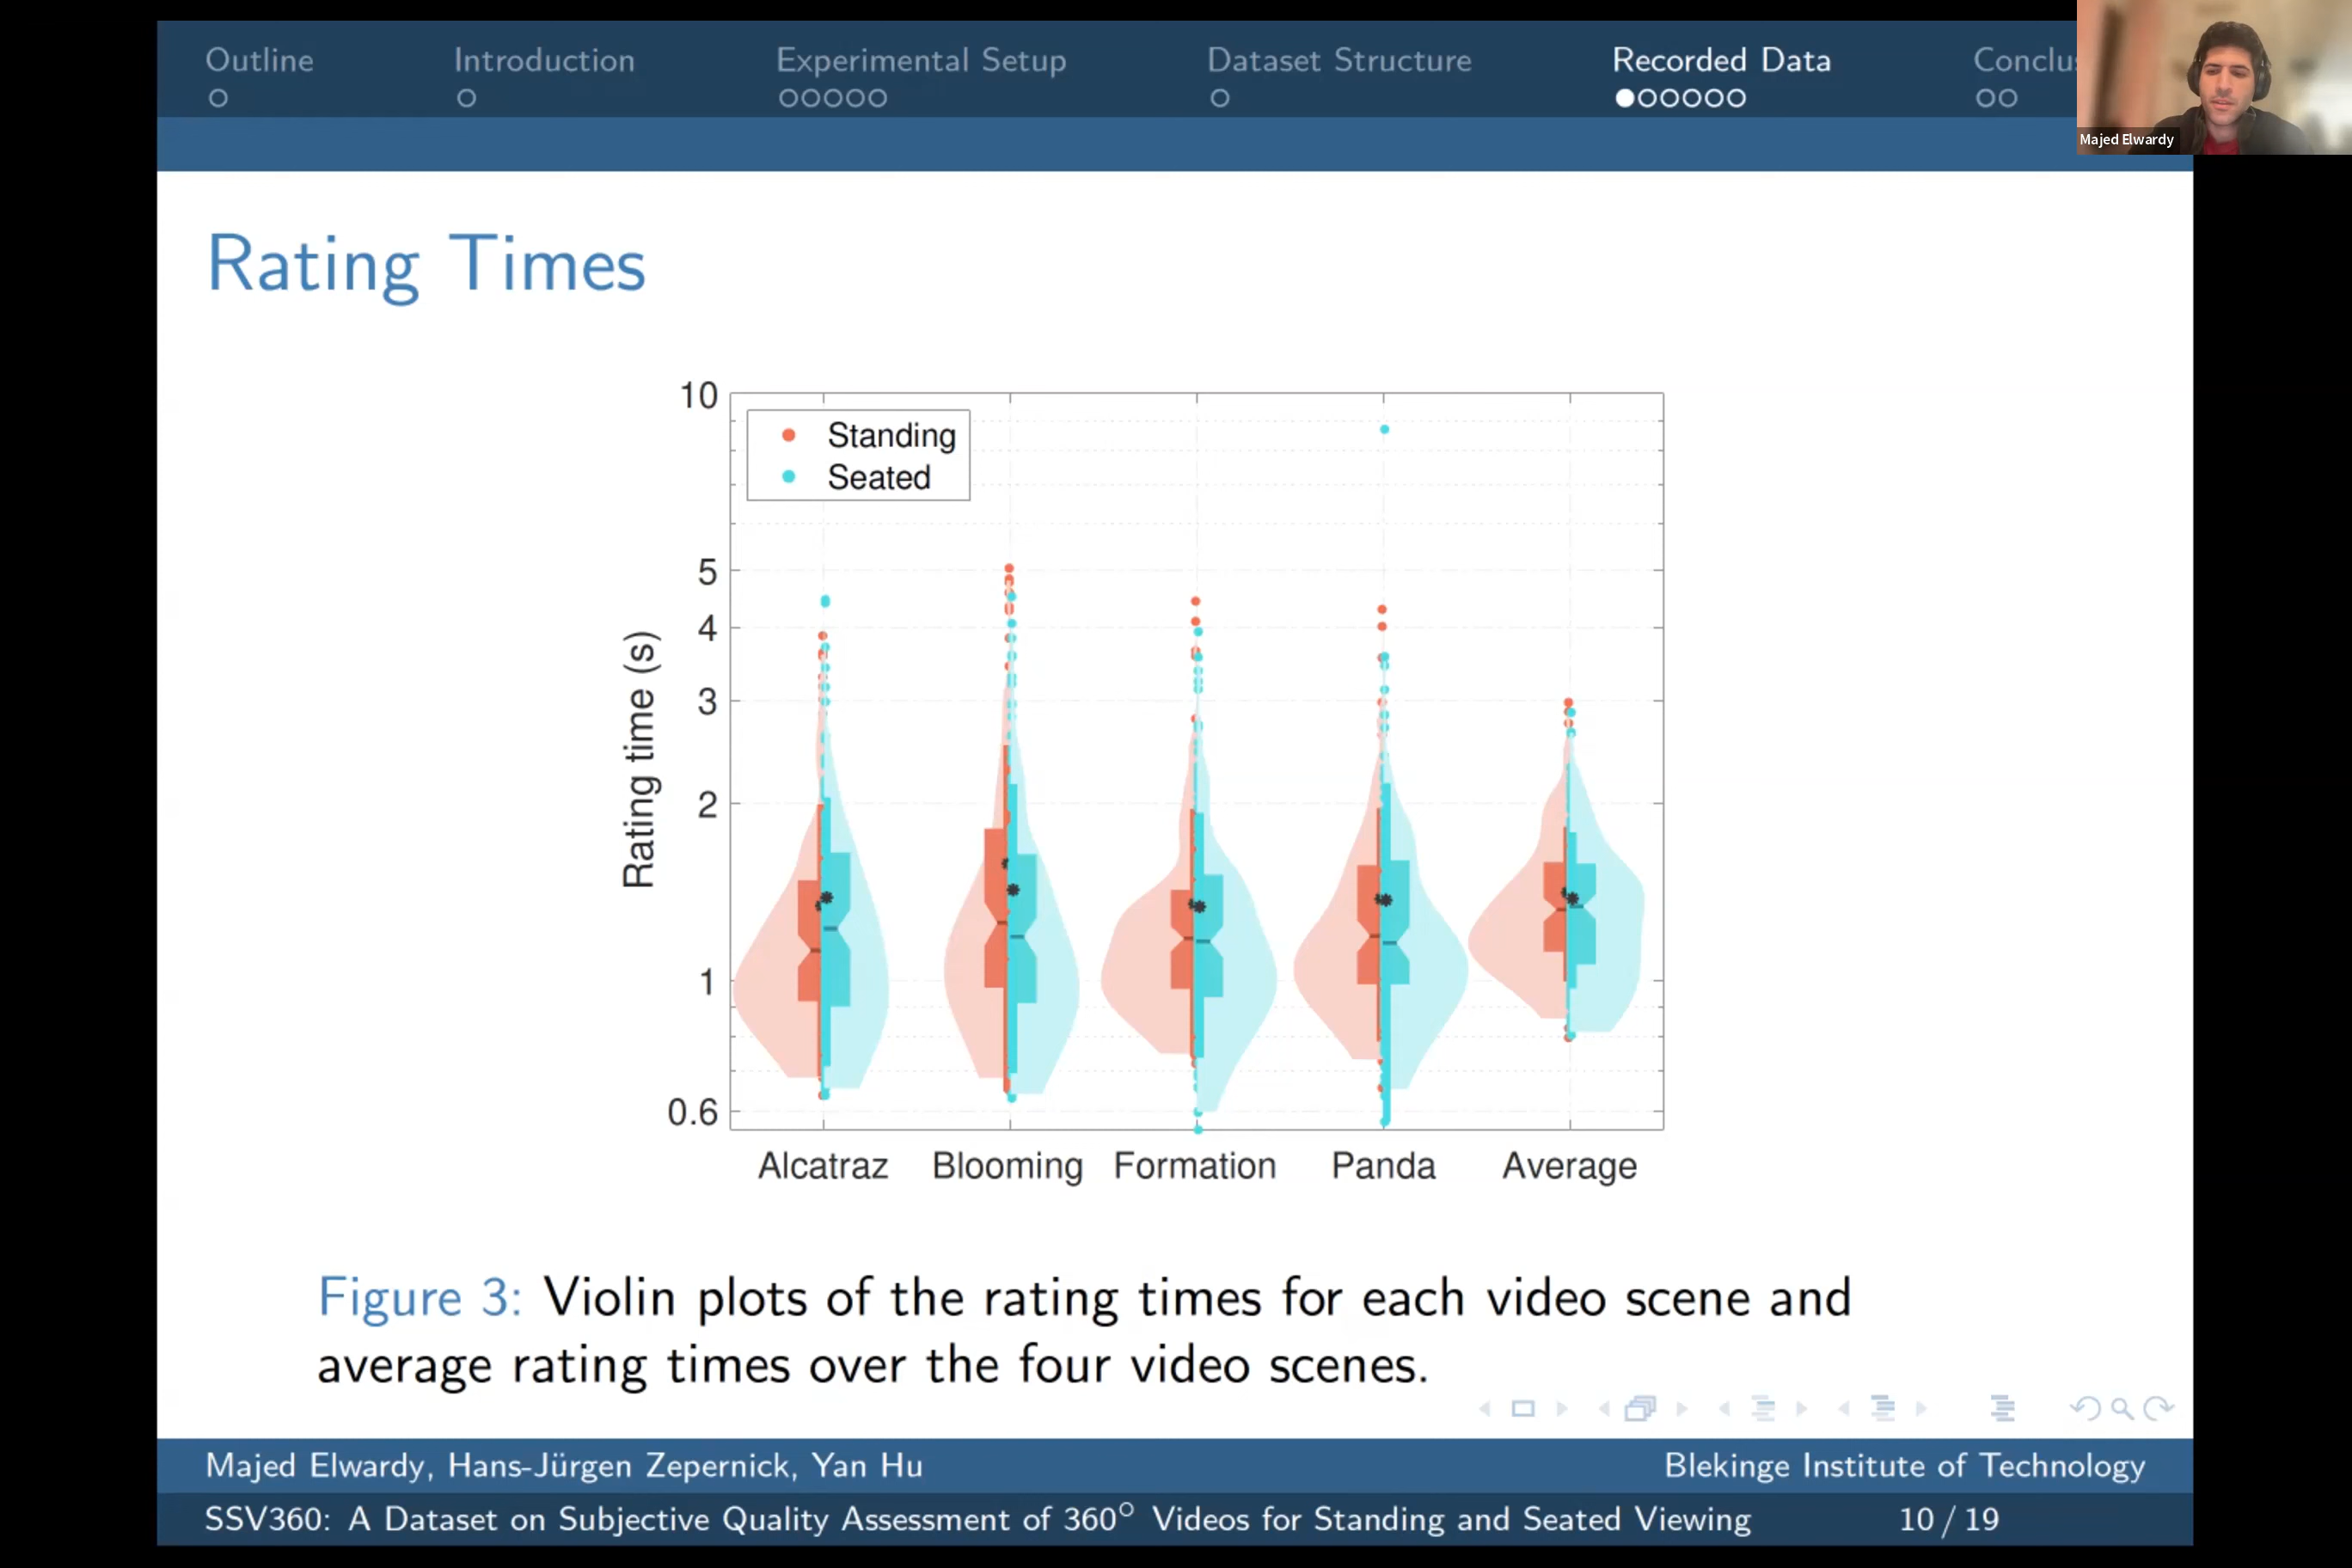 Outline Introduction Experimental Setup Dataset Structure Recorded Data Conclu
Majed Elwardy
Rating Times
10
5
4
3
2
1
0.6
Rating time (s)
Standing
Seated
Alcatraz Blooming Formation Panda Average
Figure 3: Violin plots of the rating times for each video scene and
average rating times over the four video scenes.
Majed Elwardy, Hans-Jürgen Zepernick, Yan Hu Blekinge Institute of Technology
SSV360: A Dataset on Subjective Quality Assessment of 360° Videos for Standing and Seated Viewing 10 / 19